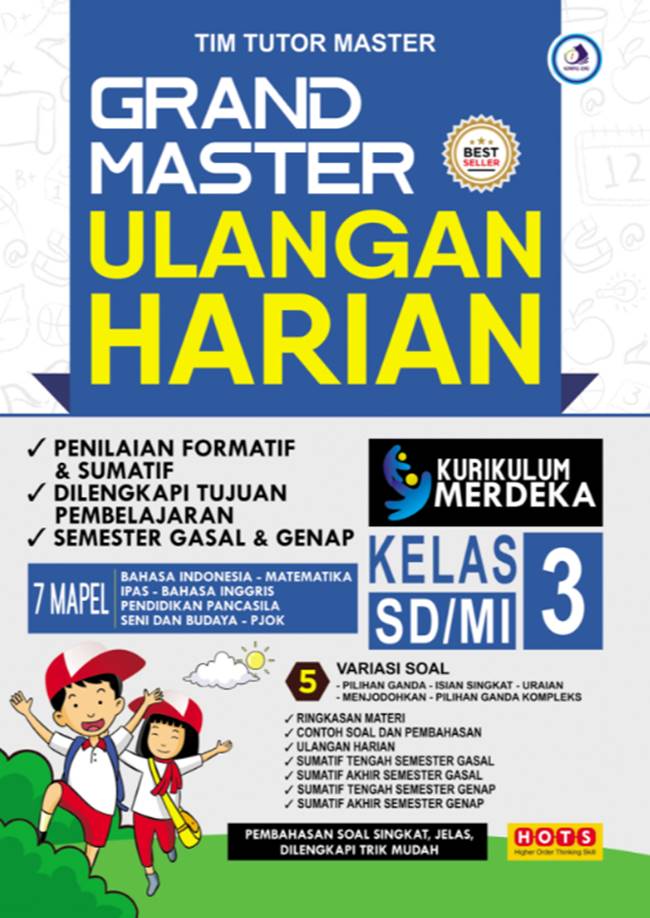 TIM TUTOR MASTER
GRAND
MASTER
BEST
SELLER
ULANGAN
HARIAN
✓ PENILAIAN FORMATIF
& SUMATIF
✓ DILENGKAPI TUJUAN
PEMBELAJARAN
✓ SEMESTER GASAL & GENAP
KURIKULUM
MERDEKA
7 MAPEL
BAHASA INDONESIA - MATEMATIKA
IPAS - BAHASA INGGRIS
PENDIDIKAN PANCASILA
SENI DAN BUDAYA - PJOK
KELAS
SD/MI
3
5
VARIASI SOAL
- PILIHAN GANDA - ISIAN SINGKAT - URAIAN
- MENJODOHKAN - PILIHAN GANDA KOMPLEKS
✓ RINGKASAN MATERI
✓ CONTOH SOAL DAN PEMBAHASAN
✓ ULANGAN HARIAN
✓ SUMATIF TENGAH SEMESTER GASAL
✓ SUMATIF AKHIR SEMESTER GASAL
✓ SUMATIF TENGAH SEMESTER GENAP
✓ SUMATIF AKHIR SEMESTER GENAP
PEMBAHASAN SOAL SINGKAT, JELAS,
DILENGKAPI TRIK MUDAH
H•O•T•S
Higher Order Thinking Skill